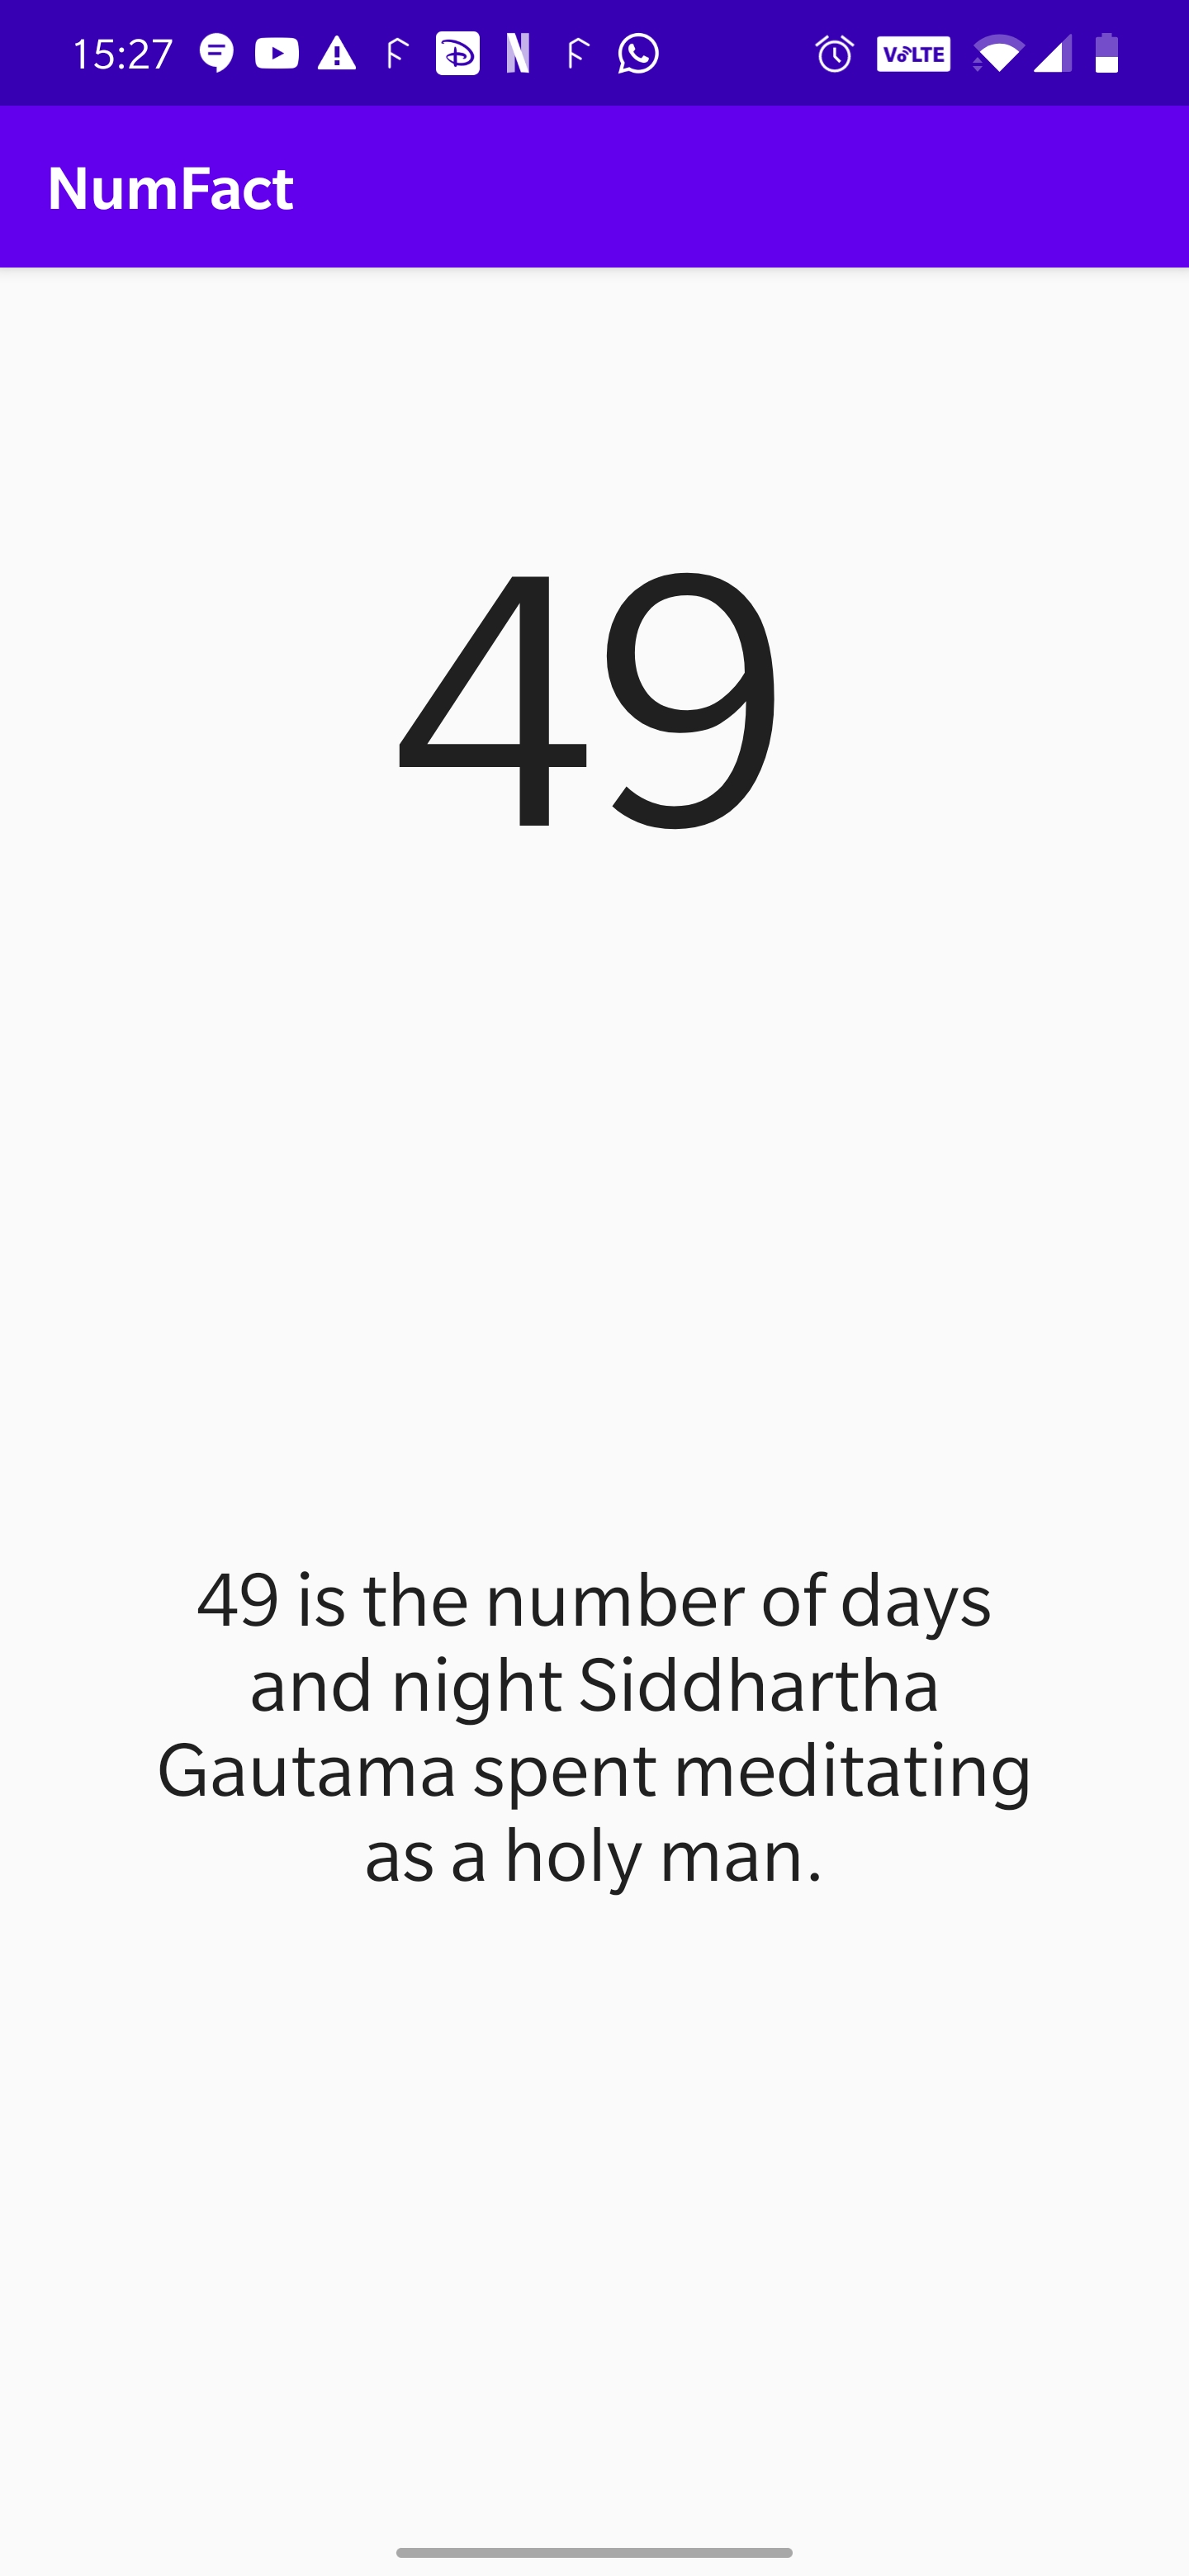 15:27 VoLTE
NumFact
49
49 is the number of days
and night Siddhartha
Gautama spent meditating
as a holy man.